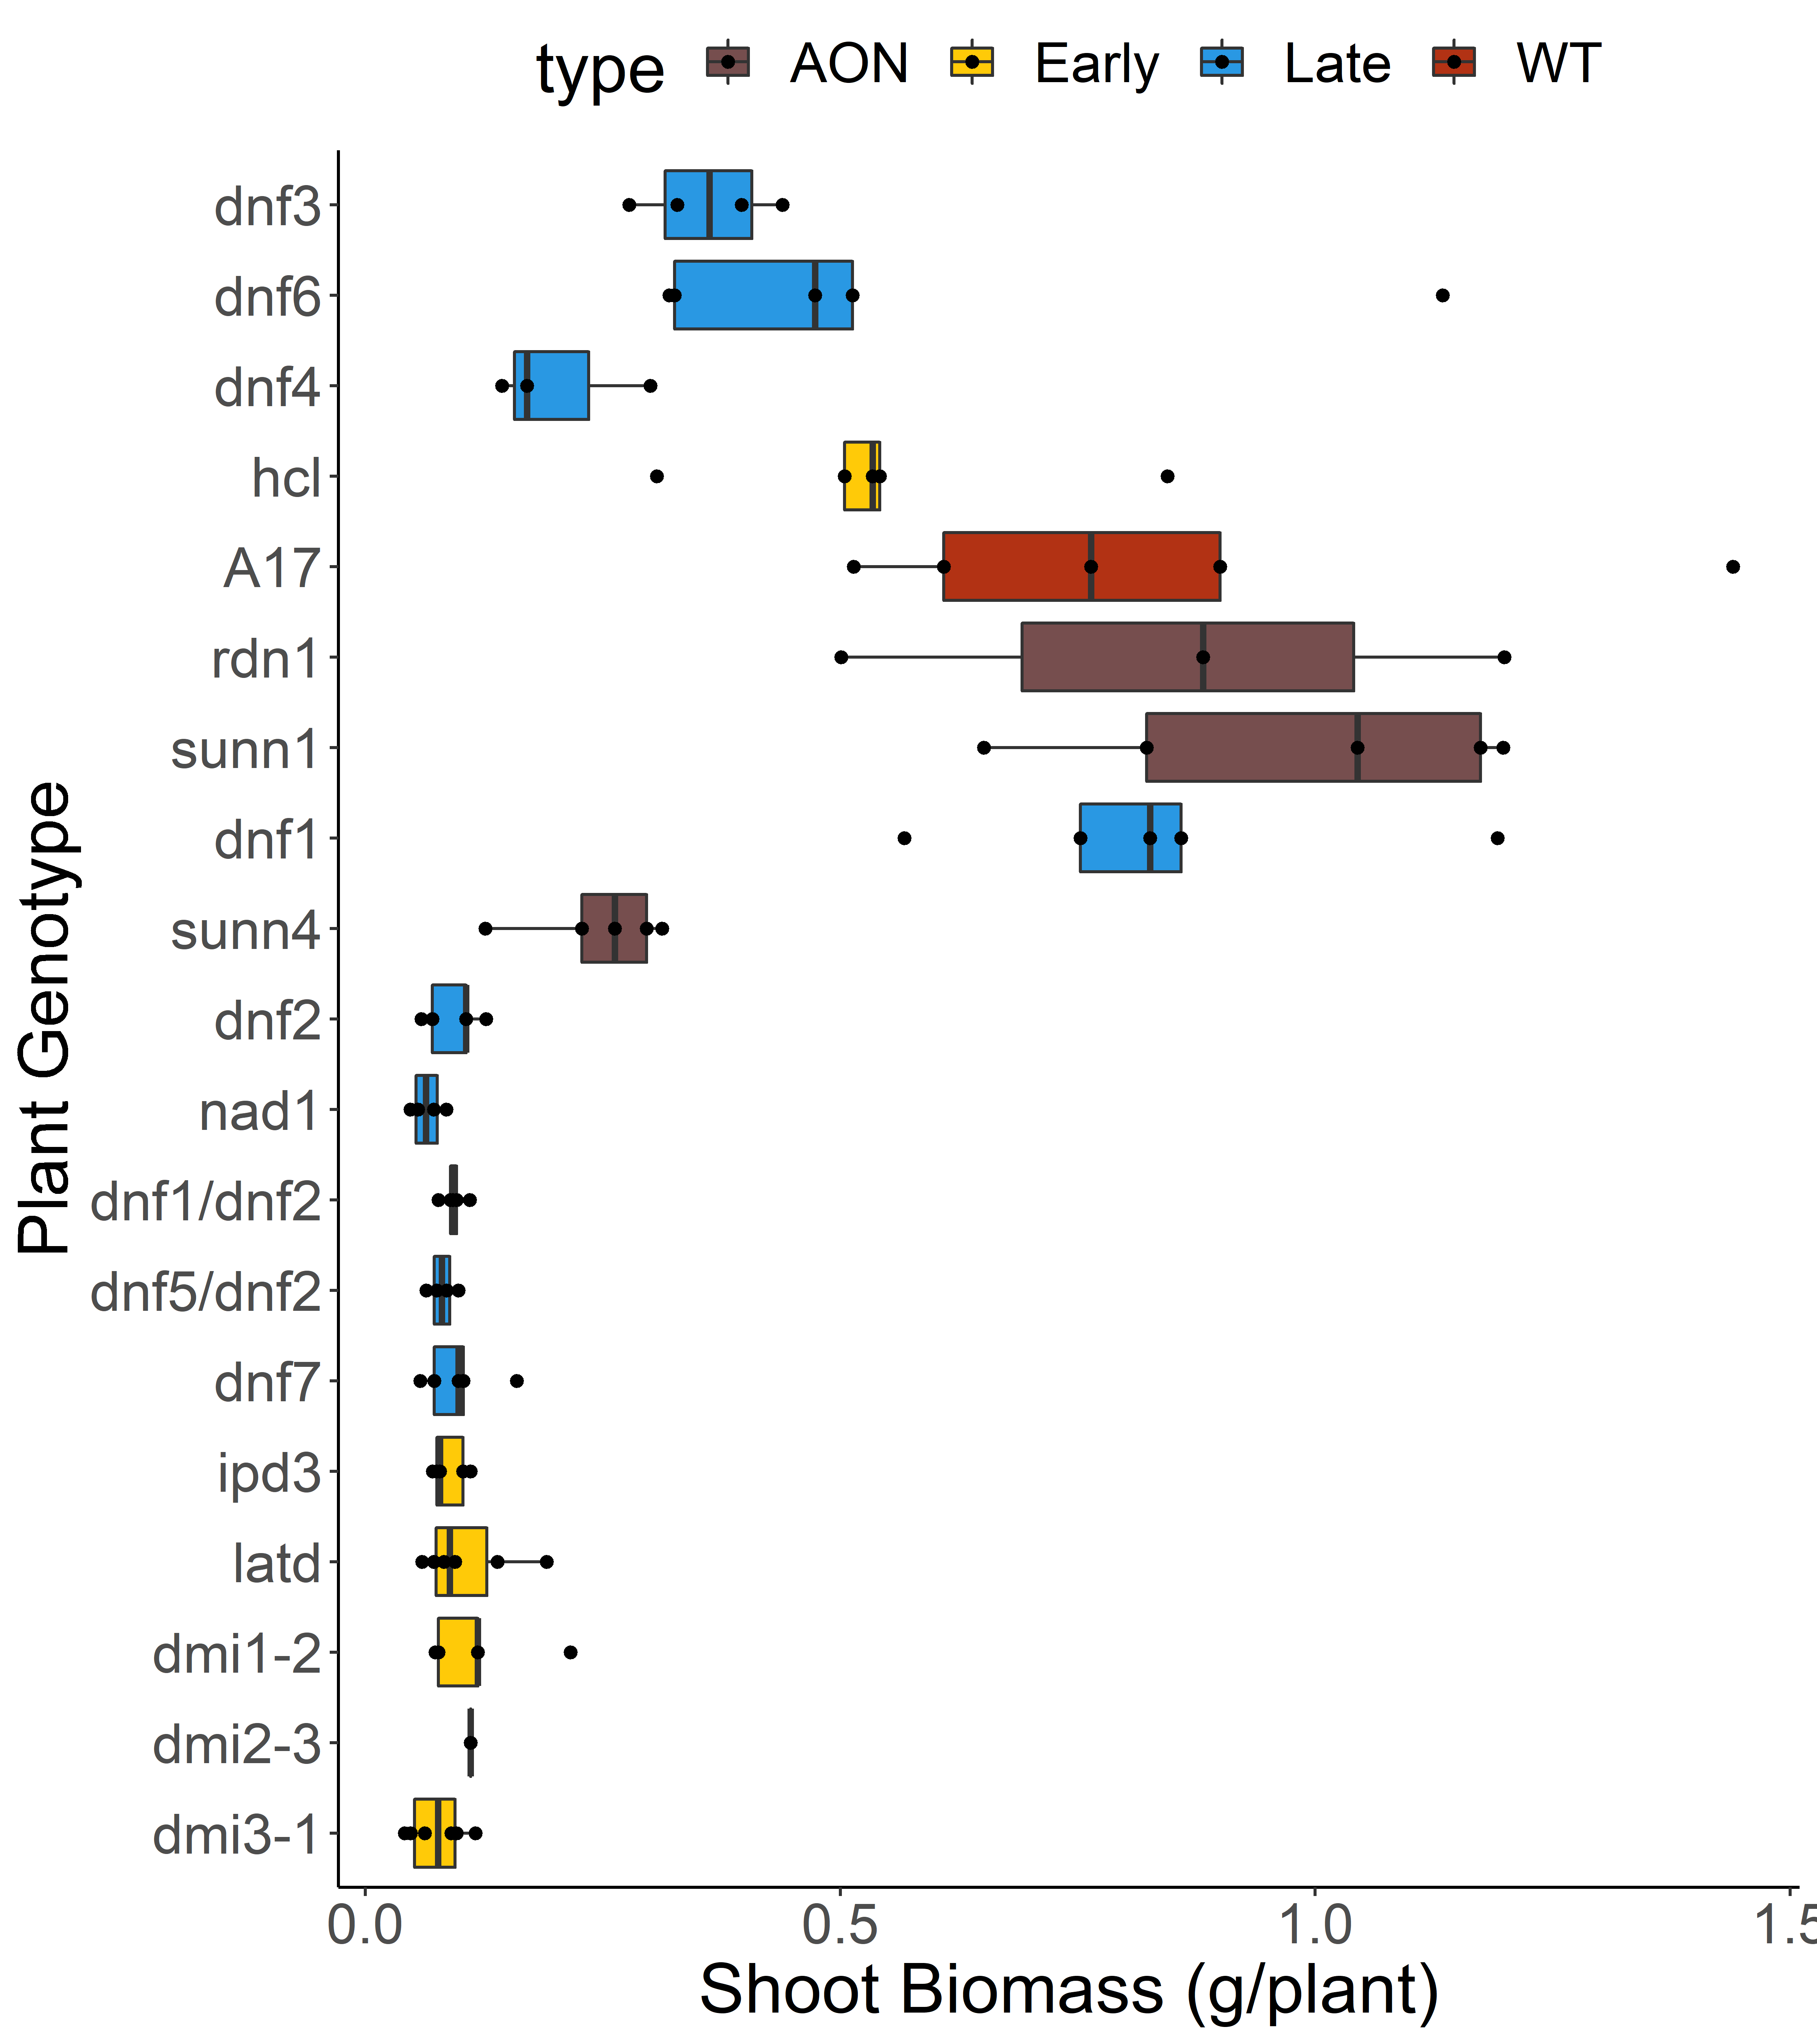 type AON Early Late WT
dnf3
dnf6
dnf4
hcl
A17
rdn1
sunn1
dnf1
sunn4
dnf2
nad1
dnf1/dnf2
dnf5/dnf2
dnf7
ipd3
latd
dmi1-2
dmi2-3
dmi3-1
Plant Genotype
0.0 0.5 1.0 1.5
Shoot Biomass (g/plant)